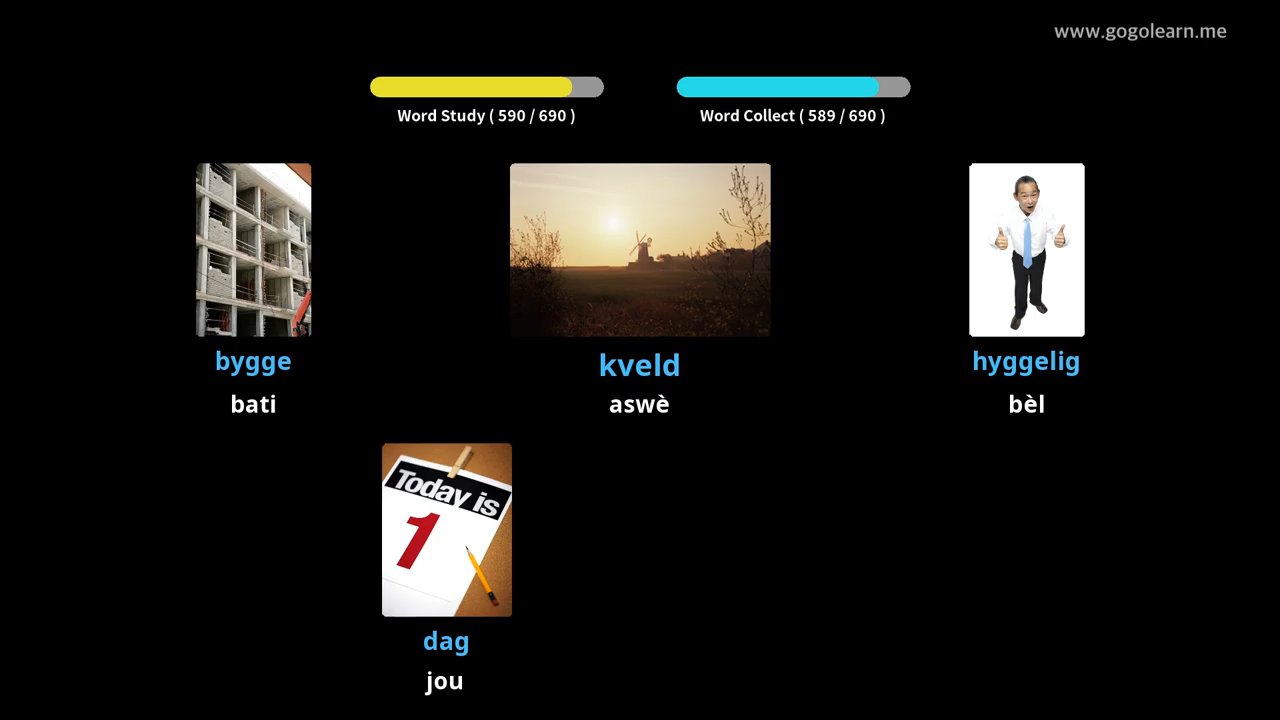 www.gogolearn.me
Word Study ( 590 / 690 )
Word Collect ( 589 / 690 )
bygge
bati
kveld
aswè
hyggelig
bèl
Today is
1
dag
jou